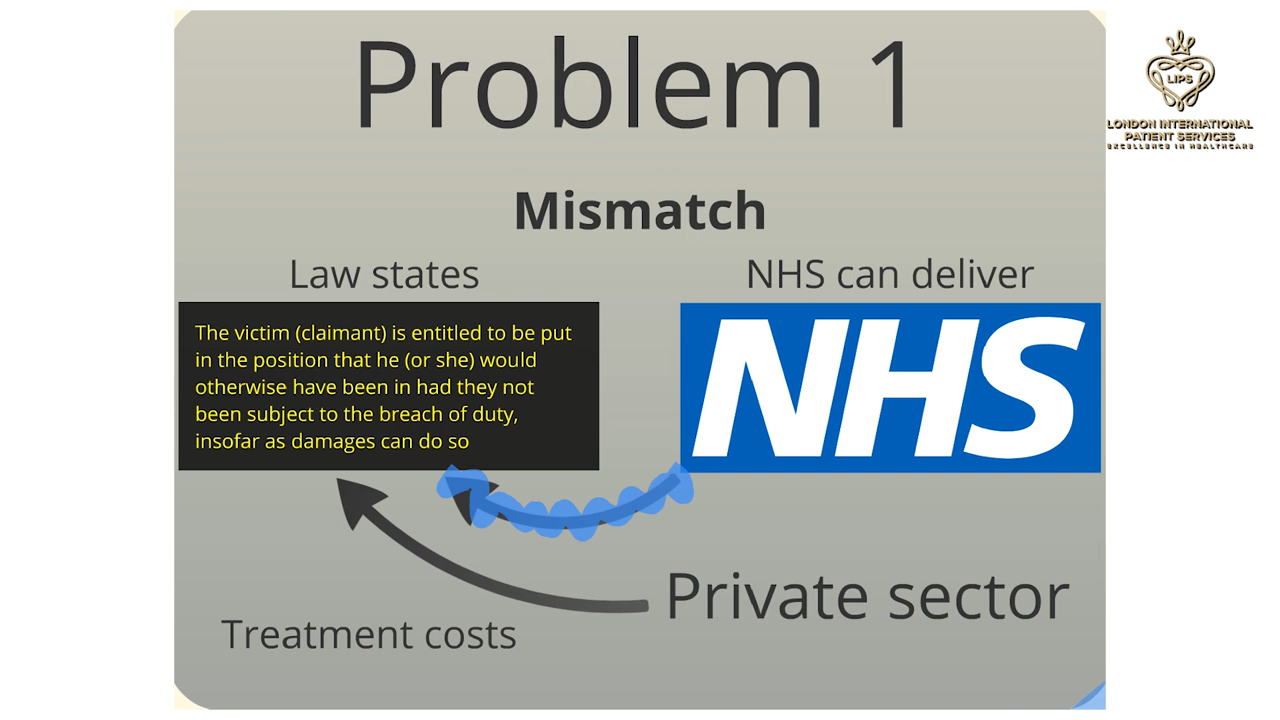 Problem 1
LIPS
LONDON INTERNATIONAL
PATIENT SERVICES
EXCELLENCE IN HEALTHCARE
Mismatch
Law states
NHS can deliver
The victim (claimant) is entitled to be put
in the position that he (or she) would
otherwise have been in had they not
been subject to the breach of duty,
insofar as damages can do so
NHS
Private sector
Treatment costs